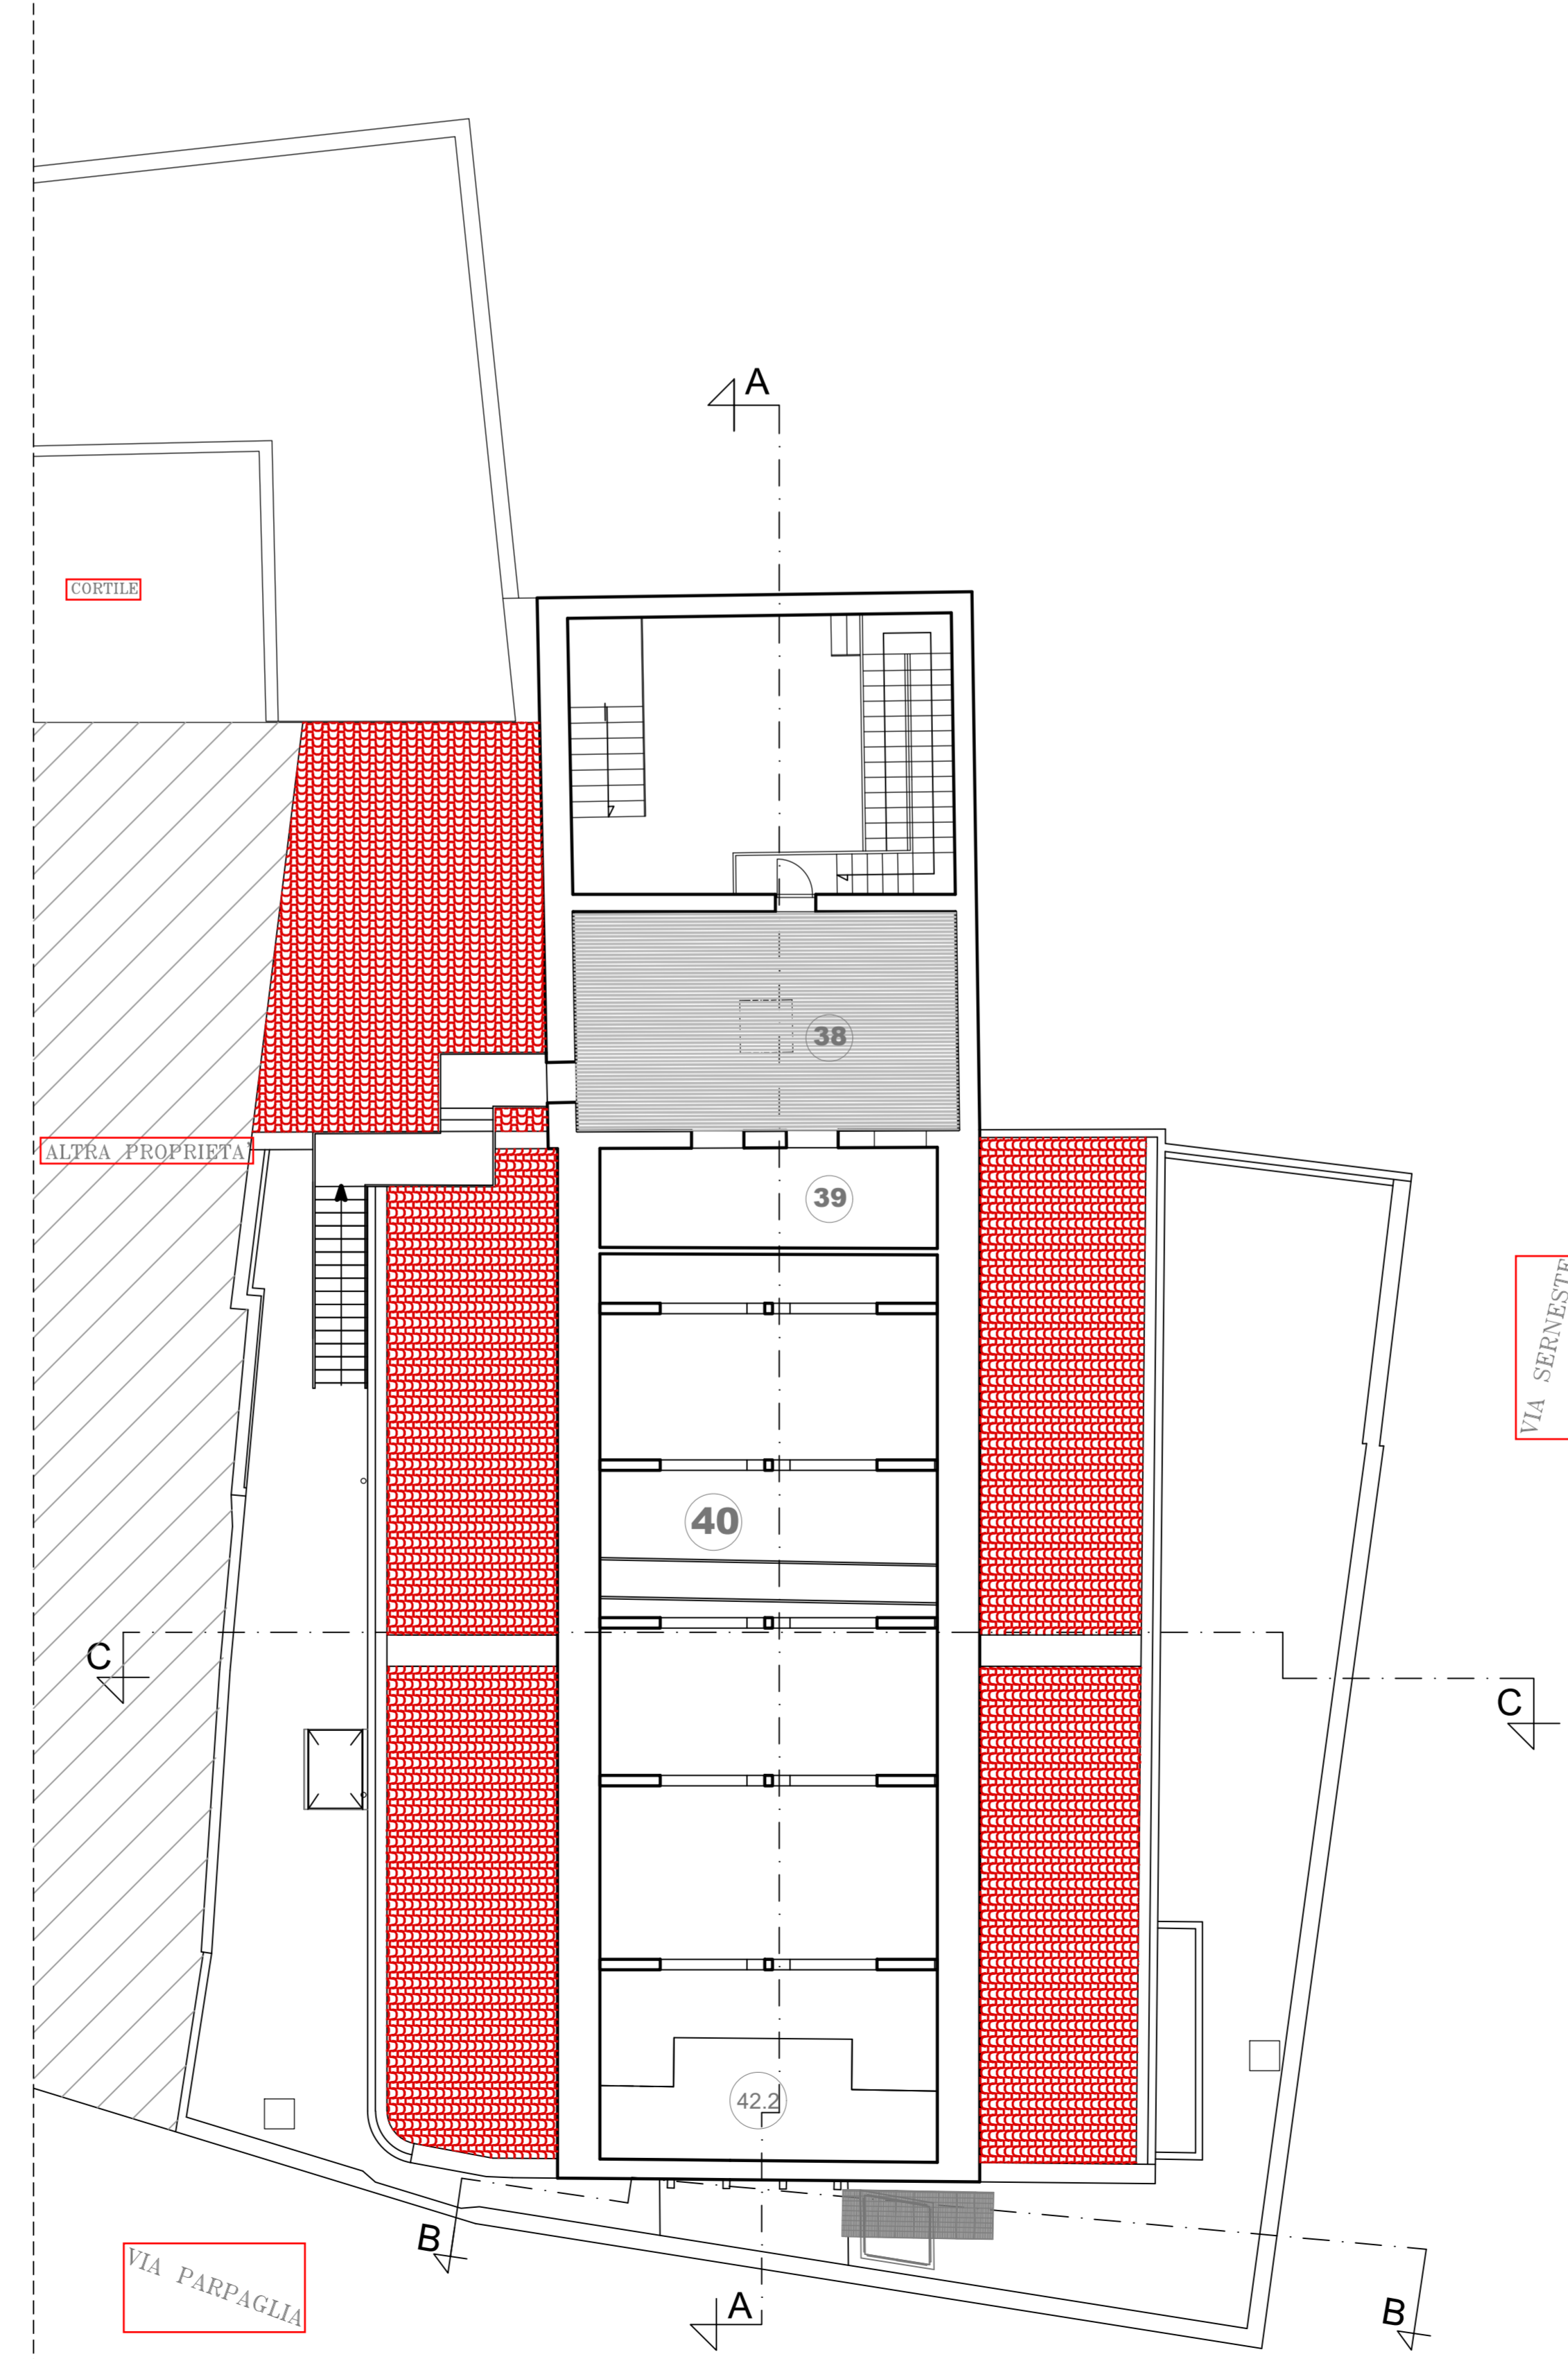 A
CORTILE
38
ALTRA PROPRIETA'
39
VIA SERNESTE
40
C
C
42.2
B
VIA PARPAGLIA
A
B